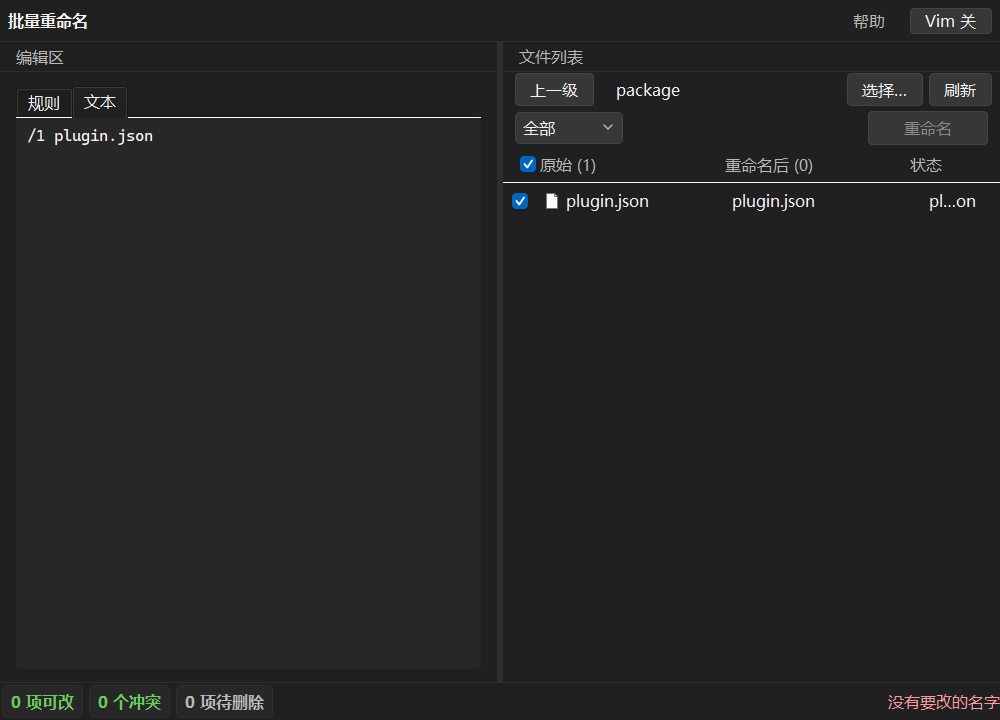 批量重命名
帮助
Vim 关
编辑区
文件列表
规则
文本
/1 plugin.json
上一级
package
选择...
刷新
全部
重命名
原始 (1)
重命名后 (0)
状态
plugin.json
plugin.json
pl...on
0 项可改
0 个冲突
0 项待删除
没有要改的名字